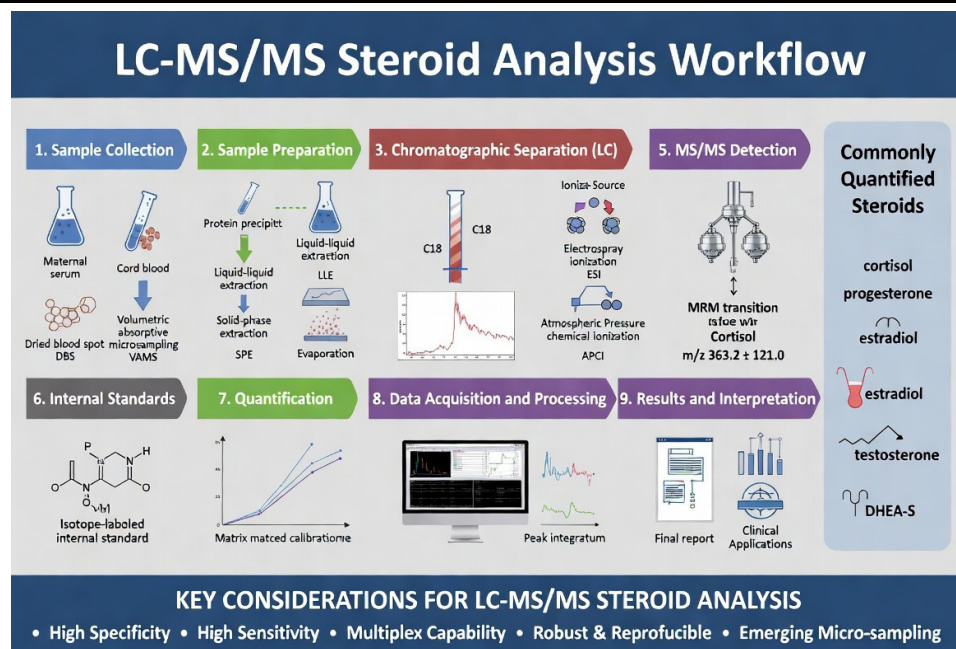 LC-MS/MS Steroid Analysis Workflow
1. Sample Collection
Maternal
serum
Cord blood
Dried blood spot
DBS
Volumetric
absorptive
microsampling
VAMS
2. Sample Preparation
Protein precipitt
Liquid-liquid
extraction
Solid-phase
extraction
SPE
Liquid-liquid
extraction
LLE
Evaporation
3. Chromatographic Separation (LC)
C18
C18
Ioniza-Source
Electrospray
ionization
ESI
Atmospheric Pressure
chemical ionization
APCI
5. MS/MS Detection
MRM transition
Cortisol
m/z 363.2 ± 121.0
Commonly
Quantified
Steroids
cortisol
progesterone
estradiol
estradiol
testosterone
DHEA-S
6. Internal Standards
P
H
N
O
N
O
O
Isotope-labeled
internal standard
7. Quantification
Matrix matced calibratiome
8. Data Acquisition and Processing
Peak integratum
9. Results and Interpretation
Final report
Clinical
Applications
KEY CONSIDERATIONS FOR LC-MS/MS STEROID ANALYSIS
• High Specificity • High Sensitivity • Multiplex Capability • Robust & Reprofucible • Emerging Micro-sampling